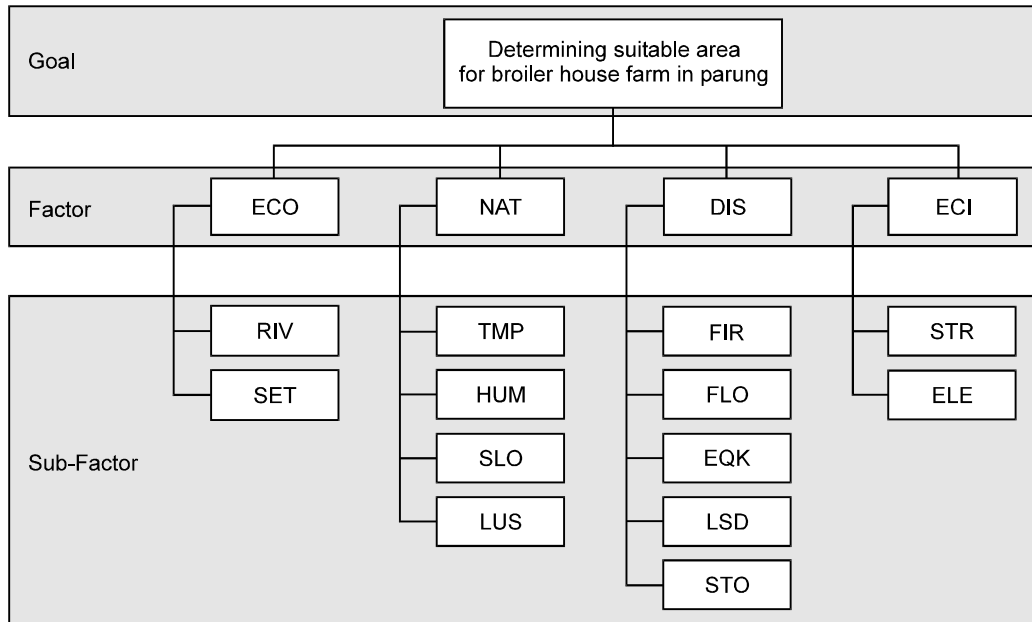 Goal
Determining suitable area
for broiler house farm in parung
Factor
ECO
NAT
DIS
ECI
Sub-Factor
RIV
SET
TMP
HUM
SLO
LUS
FIR
FLO
EQK
LSD
STO
STR
ELE